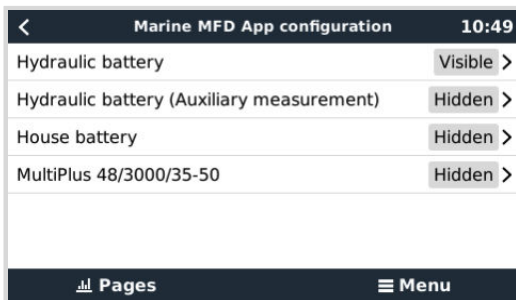 Marine MFD App configuration 10:49
Hydraulic battery Visible
Hydraulic battery (Auxiliary measurement) Hidden
House battery Hidden
MultiPlus 48/3000/35-50 Hidden
Pages Menu